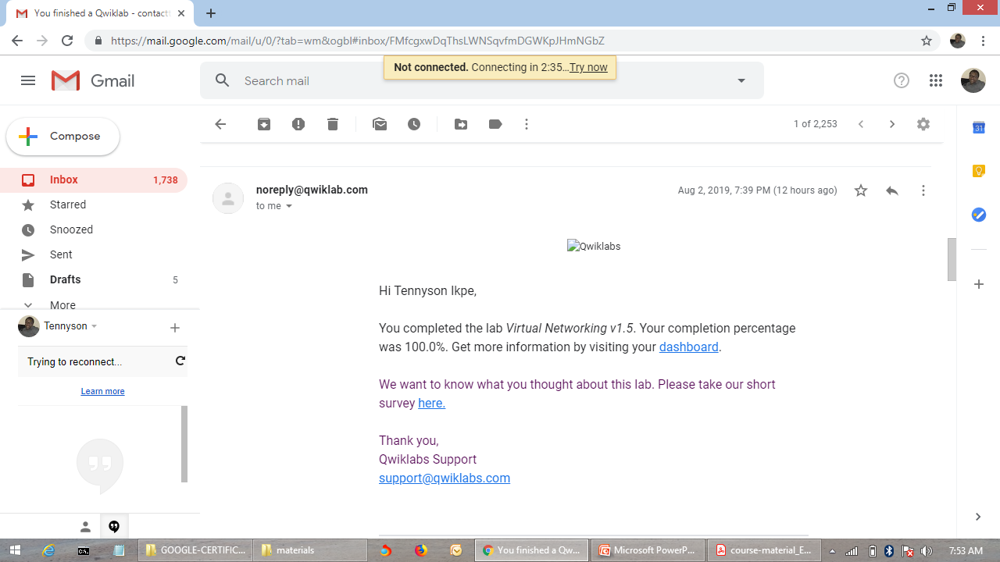 You finished a Qwiklab - contact
https://mail.google.com/mail/u/0/?tab=wm&ogbl#inbox/FMfcgxwDqThsLWNSqvfmDGWKpJHmNGbZ
Not connected. Connecting in 2:35…Try now
Gmail
Search mail
Compose
1 of 2,253
31
Inbox 1,738
Starred
Snoozed
Sent
Drafts 5
More
Tennyson
Trying to reconnect...
Learn more
noreply@qwiklab.com
Aug 2, 2019, 7:39 PM (12 hours ago)
to me
Qwiklabs
Hi Tennyson Ikpe,
You completed the lab Virtual Networking v1.5. Your completion percentage
was 100.0%. Get more information by visiting your dashboard.
We want to know what you thought about this lab. Please take our short
survey here.
Thank you,
Qwiklabs Support
support@qwiklabs.com
GOOGLE-CERTIFIC...
materials
You finished a Qw...
Microsoft PowerP...
course-material_E...
7:53 AM